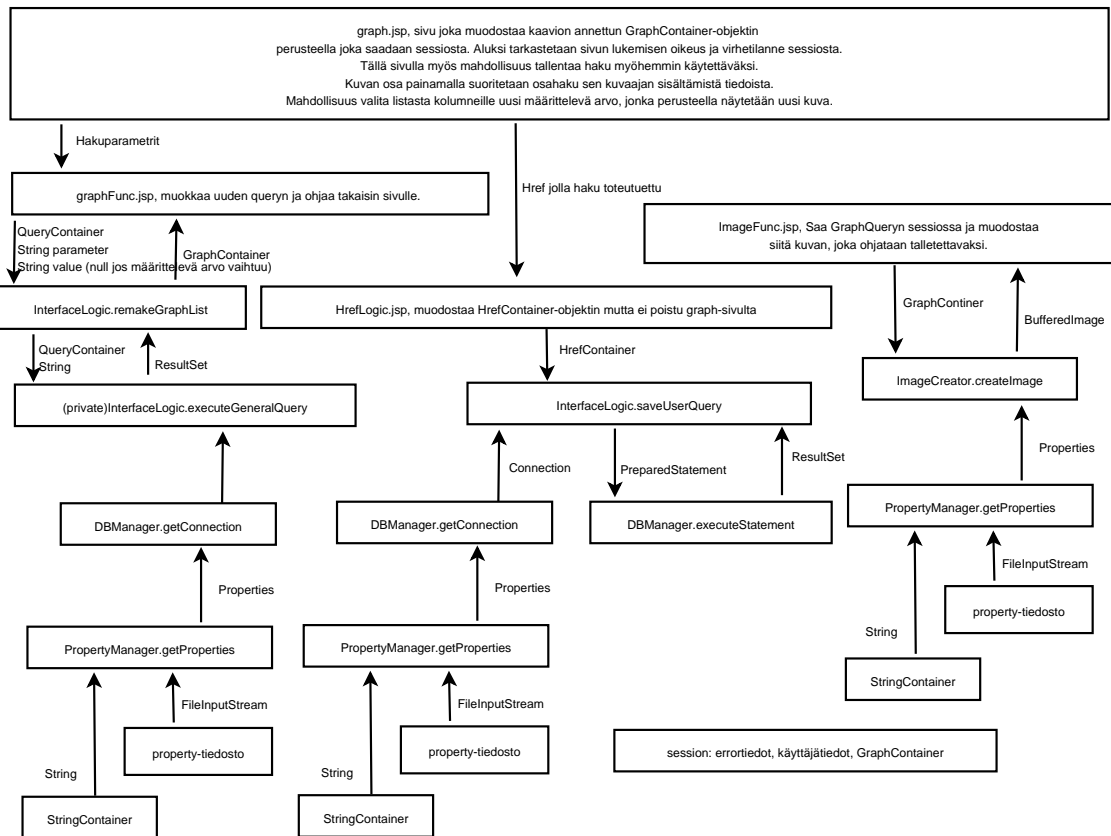 graph.jsp, sivu joka muodostaa kaavion annettun GraphContainer-objektin
perusteella joka saadaan sessiosta. Aluksi tarkastetaan sivun lukemisen oikeus ja virhetilanne sessiosta.
Tällä sivulla myös mahdollisuus tallentaa haku myöhemmin käytettäväksi.
Kuvan osa painamalla suoritetaan osahaku sen kuvaajan sisältämistä tiedoista.
Mahdollisuus valita listasta kolumneille uusi määrittelevä arvo, jonka perusteella näytetään uusi kuva.
Hakuparametrit
graphFunc.jsp, muokkaa uuden queryn ja ohjaa takaisin sivulle.
Href jolla haku toteutuettu
ImageFunc.jsp, Saa GraphQueryn sessiossa ja muodostaa
siitä kuvan, joka ohjataan talletettavaksi.
QueryContainer
String parameter
String value (null jos määrittelevä arvo vaihtuu)
GraphContainer
GraphContiner
BufferedImage
InterfaceLogic.remakeGraphList
HrefLogic.jsp, muodostaa HrefContainer-objektin mutta ei poistu graph-sivulta
QueryContainer
String
ResultSet
HrefContainer
ImageCreator.createImage
(private)InterfaceLogic.executeGeneralQuery
InterfaceLogic.saveUserQuery
Properties
Connection
PreparedStatement
ResultSet
DBManager.getConnection
DBManager.getConnection
DBManager.executeStatement
PropertyManager.getProperties
FileInputStream
Properties
Properties
property-tiedosto
String
PropertyManager.getProperties
PropertyManager.getProperties
StringContainer
FileInputStream
FileInputStream
property-tiedosto
property-tiedosto
session: errortiedot, käyttäjätiedot, GraphContainer
String
String
StringContainer
StringContainer